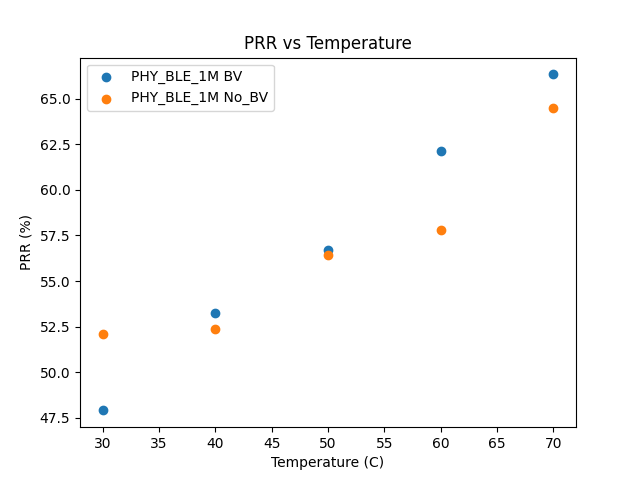 PRR vs Temperature
PHY_BLE_1M BV
PHY_BLE_1M No_BV
PRR (%)
65.0
62.5
60.0
57.5
55.0
52.5
50.0
47.5
30 35 40 45 50 55 60 65 70
Temperature (C)